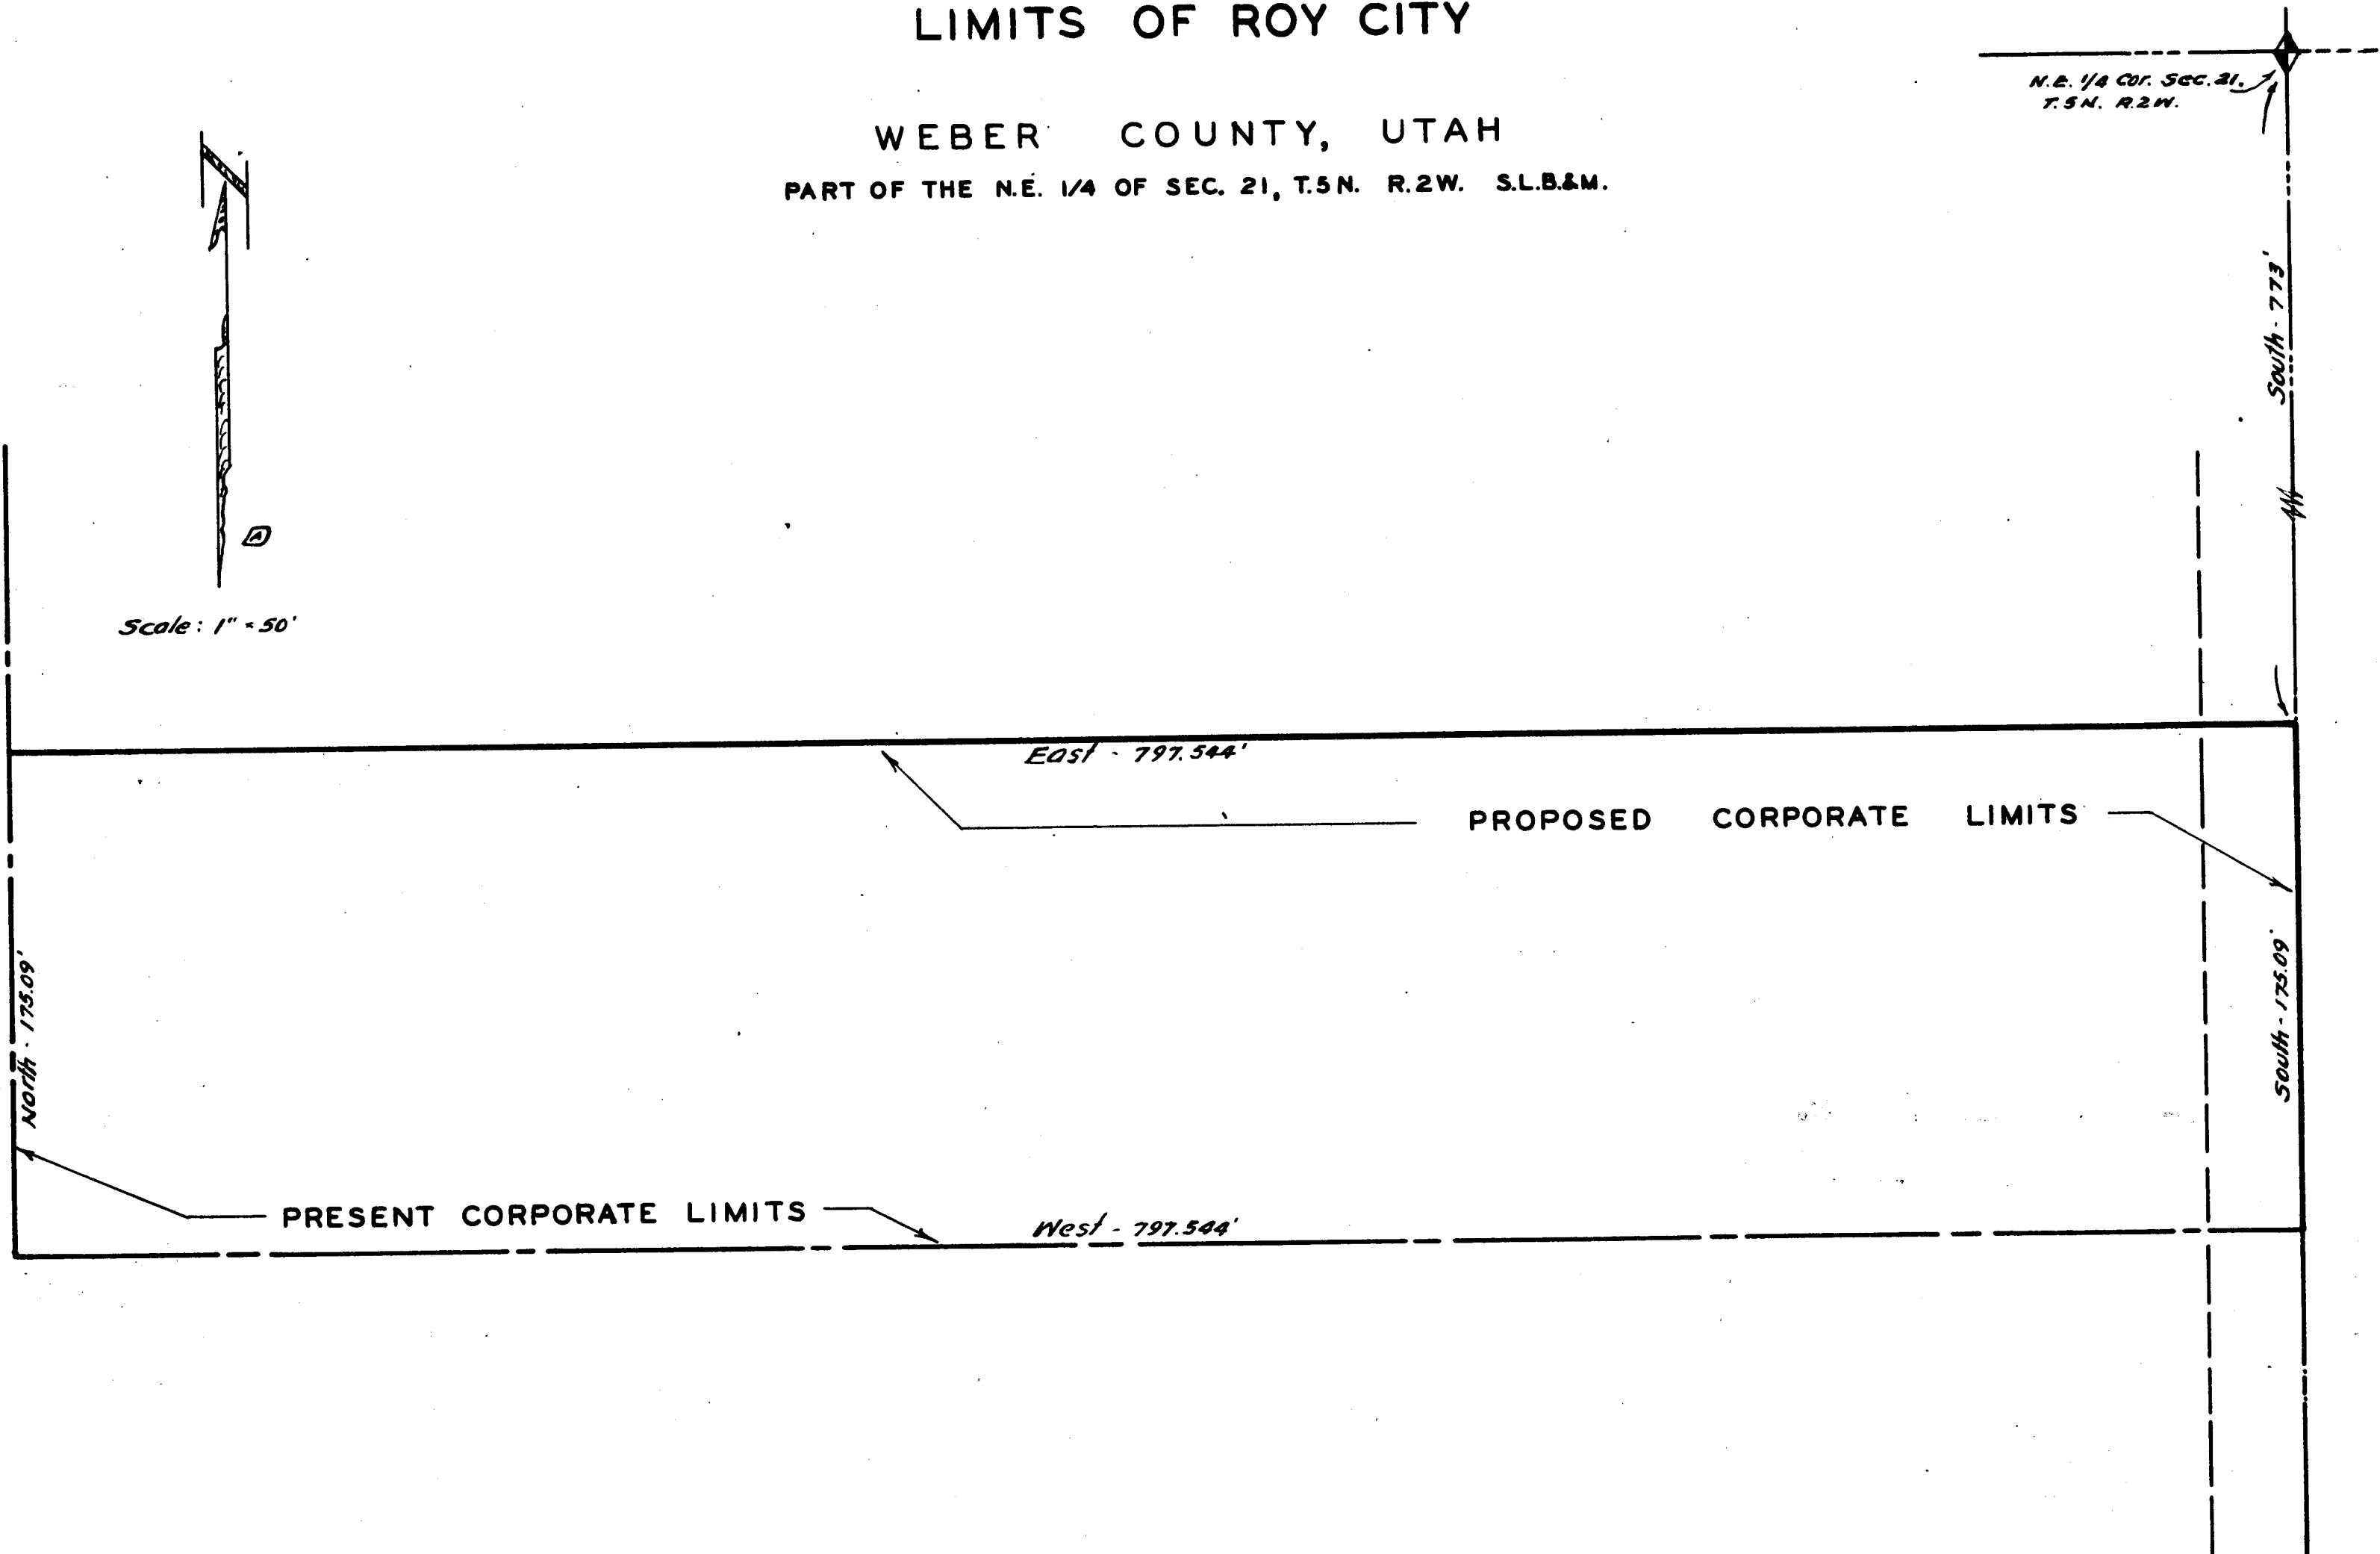 LIMITS OF ROY CITY
N.E. 1/4 Cor. Sec. 21.
T.5N. R.2W.
WEBER COUNTY, UTAH
PART OF THE N.E. 1/4 OF SEC. 21, T.5N. R.2W. S.L.B.&M.
South - 773'
A
Scale: 1" = 50'
East - 797.544'
PROPOSED CORPORATE LIMITS
North - 175.09'
South - 175.09'
PRESENT CORPORATE LIMITS
West - 797.544'